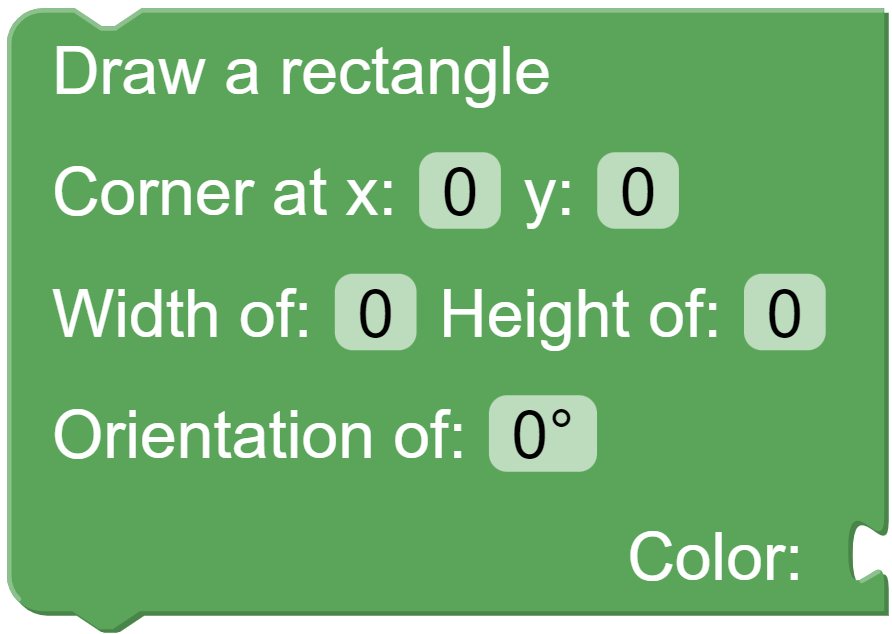 Draw a rectangle
Corner at x: 0 y: 0
Width of: 0 Height of: 0
Orientation of: 0°
Color: